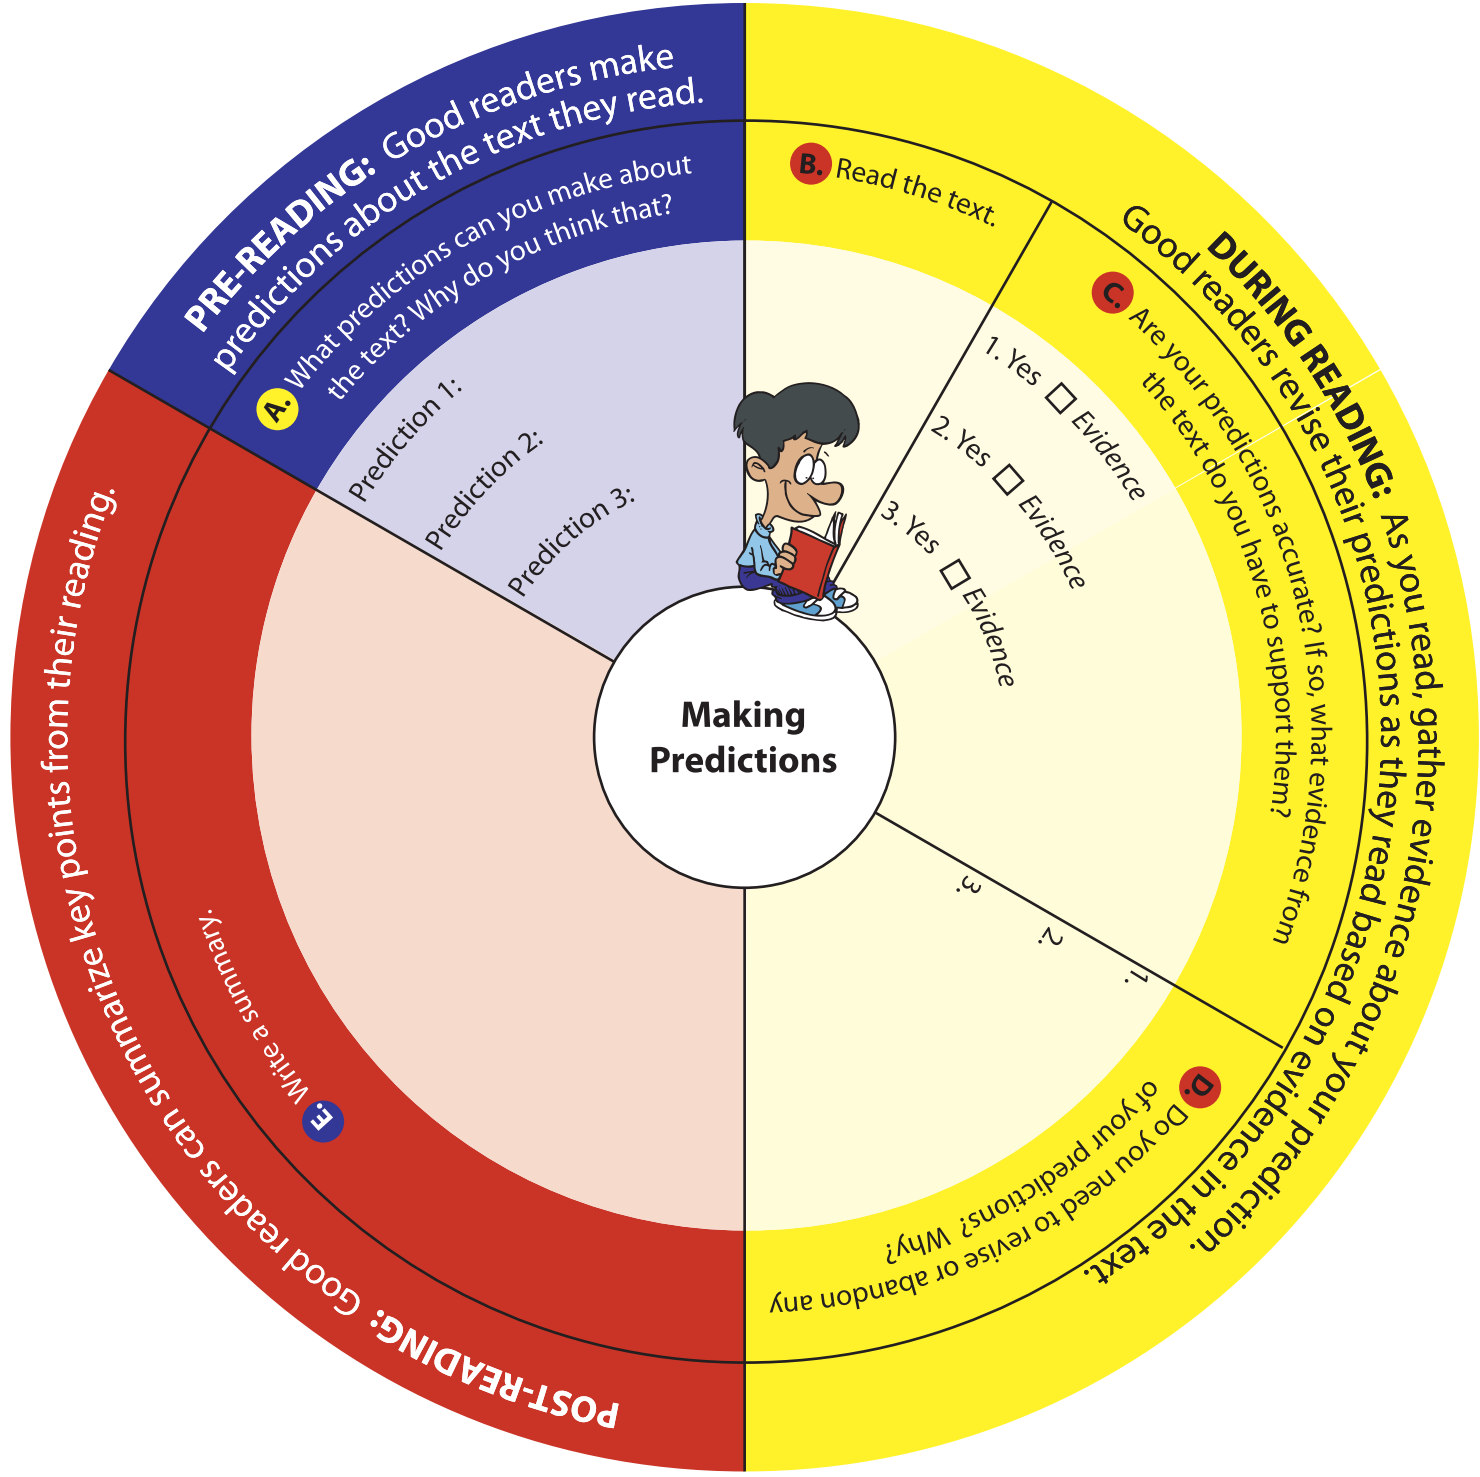 Making
Predictions
PRE-READING: Good readers make
predictions about the text they read.
A. What predictions can you make about
the text? Why do you think that?
Prediction 1:
Prediction 2:
Prediction 3:
DURING READING: As you read, gather evidence about your prediction.
Good readers revise their predictions as they read based on evidence in the text.
B. Read the text.
C. Are your predictions accurate? If so, what evidence from
the text do you have to support them?
1. Yes Evidence
2. Yes Evidence
3. Yes Evidence
D. Do you need to revise or abandon any
of your predictions? Why?
1.
2.
3.
POST-READING: Good readers can summarize key points from their reading.
E. Write a summary.